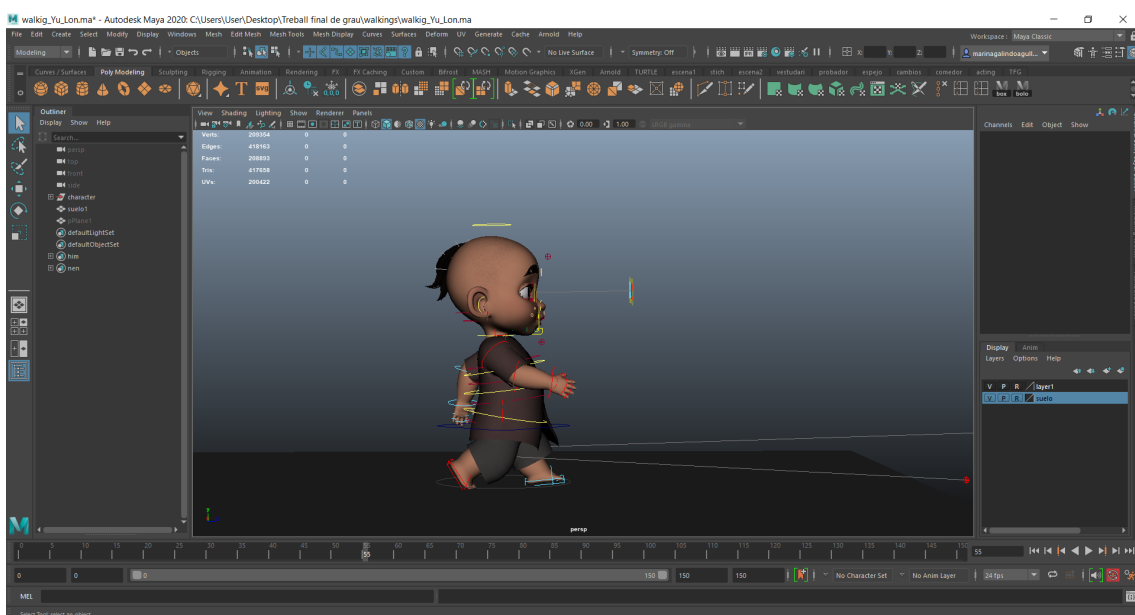 walkig_Yu_Lon.ma* - Autodesk Maya 2020: C:\Users\User\Desktop\Treball final de grau\walkings\walkig_Yu_Lon.ma
File Edit Create Select Modify Display Windows Mesh Edit Mesh Mesh Tools Mesh Display Curves Surfaces Deform UV Generate Cache Arnold Help
Workspace: Maya Classic
Modeling Objects No Live Surface Symmetry: Off X: Y: Z: marinagalindoagull...
Curves / Surfaces Poly Modeling Sculpting Rigging Animation Rendering FX FX Caching Custom Bifrost MASH Motion Graphics XGen Arnold TURTLE escena1 stich escena2 vestudari probador espejo cambios comedor acting TFG
box bolo
Outliner
Display Show Help
Search...
persp
top
front
side
character
suelo1
pPlane1
defaultLightSet
defaultObjectSet
him
nen
View Shading Lighting Show Renderer Panels
0.00 1.00 sRGB gamma
Verts: 209354 0 0
Edges: 418163 0 0
Faces: 208893 0 0
Tris: 417658 0 0
UVs: 200422 0 0
persp
Channels Edit Object Show
Display Anim
Layers Options Help
V P R layer1
V P R suelo
0 5 10 15 20 25 30 35 40 45 50 55 60 65 70 75 80 85 90 95 100 105 110 115 120 125 130 135 140 145 150 55
0 0 0 150 150 150 No Character Set No Anim Layer 24 fps
MEL
Select Tool: select an object